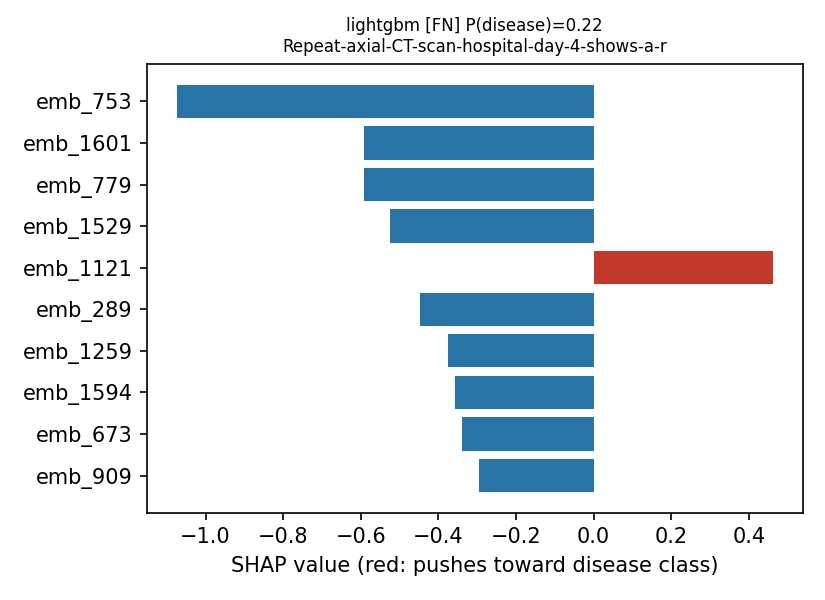 lightgbm [FN] P(disease)=0.22
Repeat-axial-CT-scan-hospital-day-4-shows-a-r
emb_753
emb_1601
emb_779
emb_1529
emb_1121
emb_289
emb_1259
emb_1594
emb_673
emb_909
−1.0 −0.8 −0.6 −0.4 −0.2 0.0 0.2 0.4
SHAP value (red: pushes toward disease class)